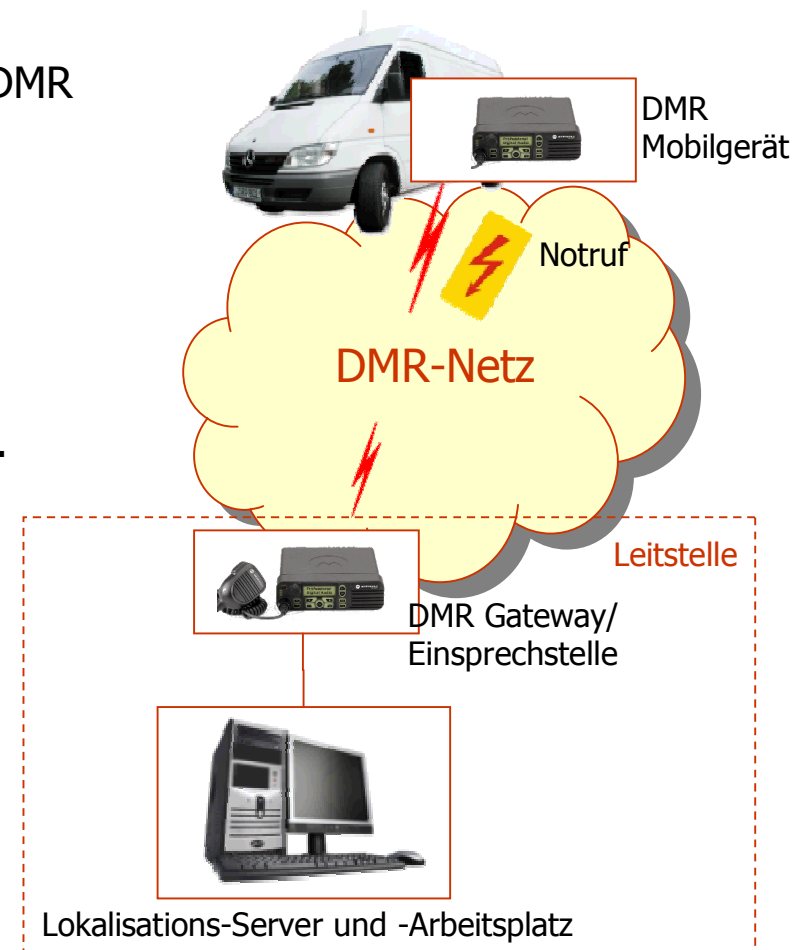 DMR
DMR
Mobilgerät
Notruf
DMR-Netz
.
Leitstelle
DMR Gateway/
Einsprechstelle
Lokalisations-Server und -Arbeitsplatz